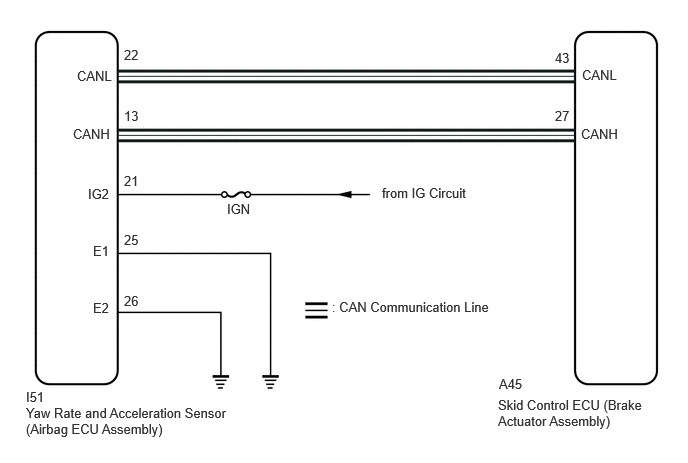 22
43
CANL
CANL
13
27
CANH
CANH
21
IG2
from IG Circuit
IGN
25
E1
26
E2
: CAN Communication Line
I51
Yaw Rate and Acceleration Sensor
(Airbag ECU Assembly)
A45
Skid Control ECU (Brake
Actuator Assembly)